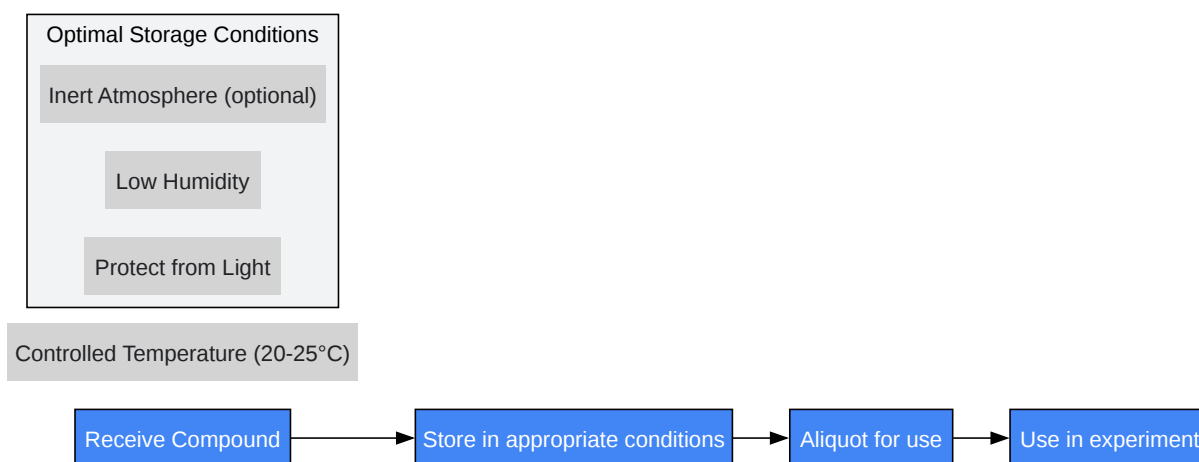 Optimal Storage Conditions
Inert Atmosphere (optional)
Low Humidity
Protect from Light
Controlled Temperature (20-25°C)
Receive Compound
Store in appropriate conditions
Aliquot for use
Use in experiment